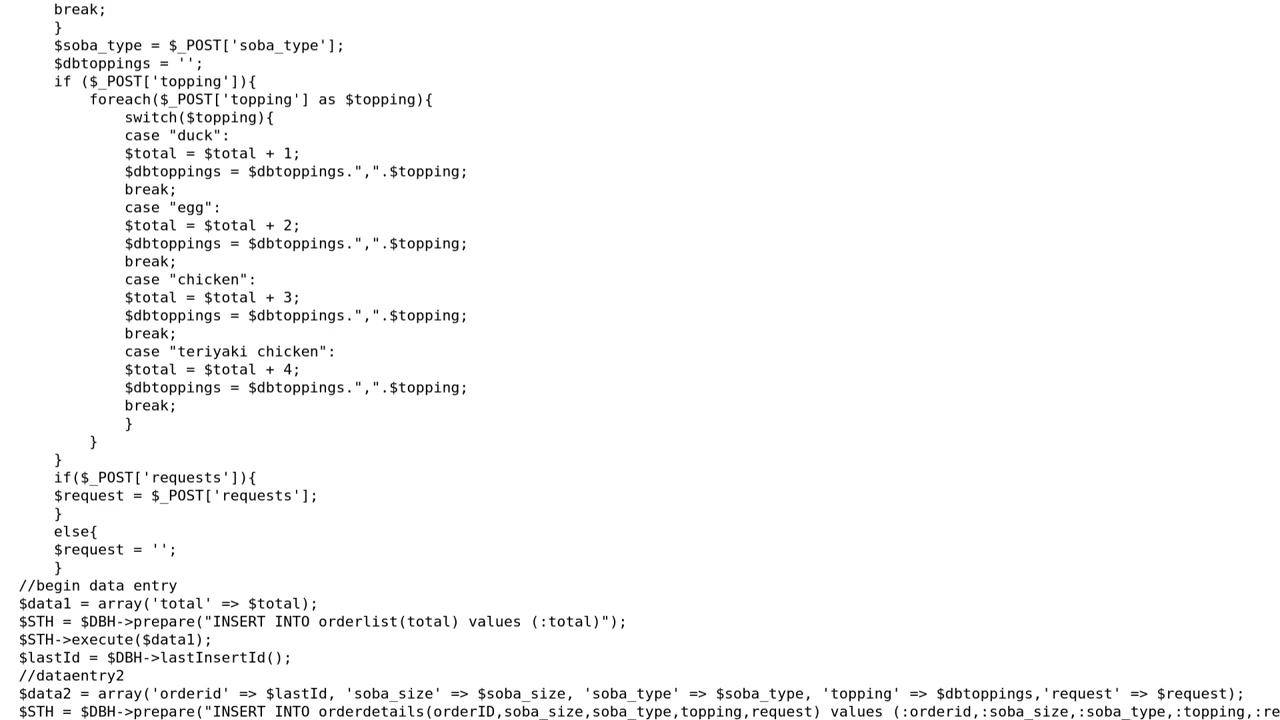 break;
}
$soba_type = $_POST['soba_type'];
$dbtoppings = '';
if ($_POST['topping']){
foreach($_POST['topping'] as $topping){
switch($topping){
case "duck":
$total = $total + 1;
$dbtoppings = $dbtoppings.",".$topping;
break;
case "egg":
$total = $total + 2;
$dbtoppings = $dbtoppings.",".$topping;
break;
case "chicken":
$total = $total + 3;
$dbtoppings = $dbtoppings.",".$topping;
break;
case "teriyaki chicken":
$total = $total + 4;
$dbtoppings = $dbtoppings.",".$topping;
break;
}
}
}
if($_POST['requests']){
$request = $_POST['requests'];
}
else{
$request = '';
}
//begin data entry
$data1 = array('total' => $total);
$STH = $DBH->prepare("INSERT INTO orderlist(total) values (:total)");
$STH->execute($data1);
$lastId = $DBH->lastInsertId();
//dataentry2
$data2 = array('orderid' => $lastId, 'soba_size' => $soba_size, 'soba_type' => $soba_type, 'topping' => $dbtoppings,'request' => $request);
$STH = $DBH->prepare("INSERT INTO orderdetails(orderID,soba_size,soba_type,topping,request) values (:orderid,:soba_size,:soba_type,:topping,:re